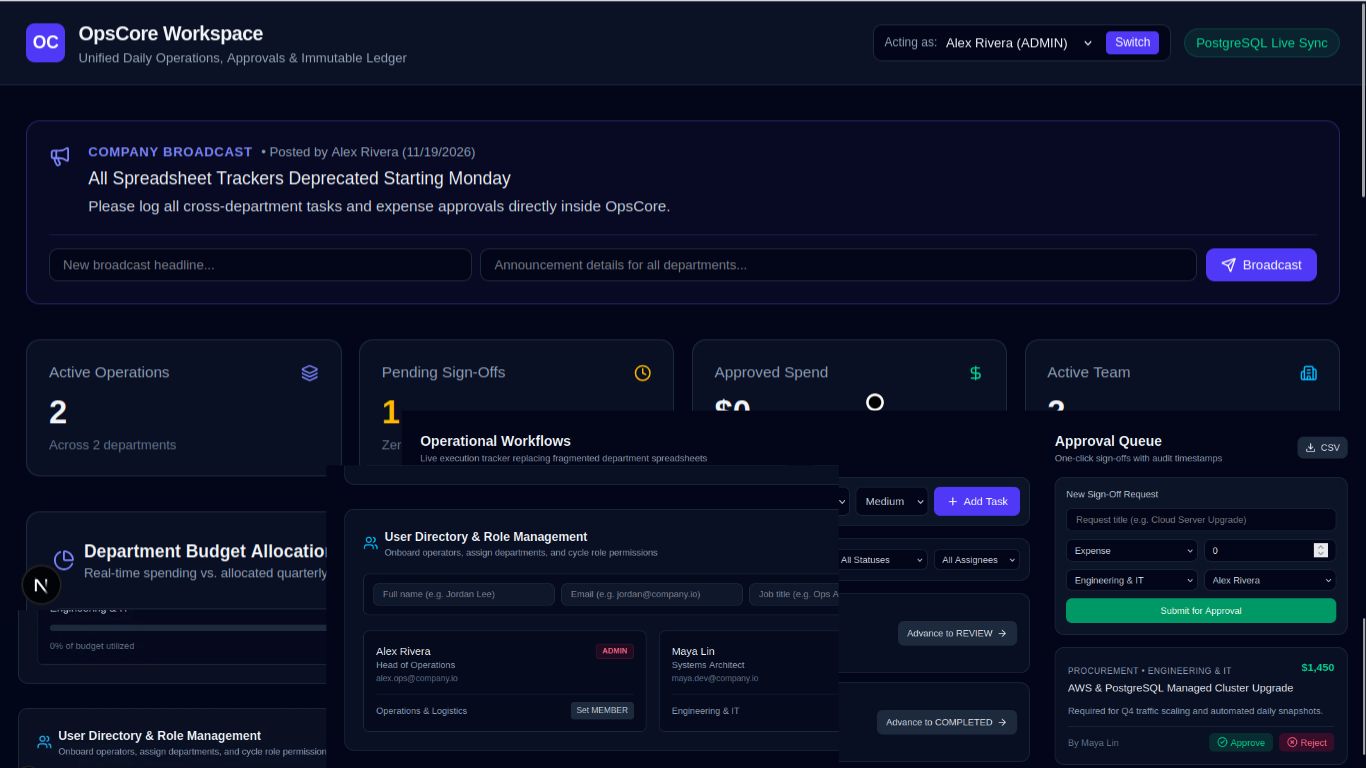 OC
OpsCore Workspace
Unified Daily Operations, Approvals & Immutable Ledger
Acting as: Alex Rivera (ADMIN) Switch
PostgreSQL Live Sync
COMPANY BROADCAST • Posted by Alex Rivera (11/19/2026)
All Spreadsheet Trackers Deprecated Starting Monday
Please log all cross-department tasks and expense approvals directly inside OpsCore.
New broadcast headline...
Announcement details for all departments...
Broadcast
Active Operations
2
Across 2 departments
Pending Sign-Offs
1
Approved Spend
$0
Active Team
2
Department Budget Allocation
Real-time spending vs. allocated quarterly
N
Engineering & IT
0% of budget utilized
User Directory & Role Management
Onboard operators, assign departments, and cycle role permission
User Directory & Role Management
Onboard operators, assign departments, and cycle role permissions
Full name (e.g. Jordan Lee)
Email (e.g. jordan@company.io)
Job title (e.g. Ops A
Alex Rivera
ADMIN
Head of Operations
alex.ops@company.io
Operations & Logistics
Set MEMBER
Maya Lin
Systems Architect
maya.dev@company.io
Engineering & IT
Operational Workflows
Live execution tracker replacing fragmented department spreadsheets
Medium
+ Add Task
All Statuses
All Assignees
Advance to REVIEW →
Advance to COMPLETED →
Approval Queue
One-click sign-offs with audit timestamps
CSV
New Sign-Off Request
Request title (e.g. Cloud Server Upgrade)
Expense
0
Engineering & IT
Alex Rivera
Submit for Approval
PROCUREMENT • ENGINEERING & IT
$1,450
AWS & PostgreSQL Managed Cluster Upgrade
Required for Q4 traffic scaling and automated daily snapshots.
By Maya Lin
Approve
Reject